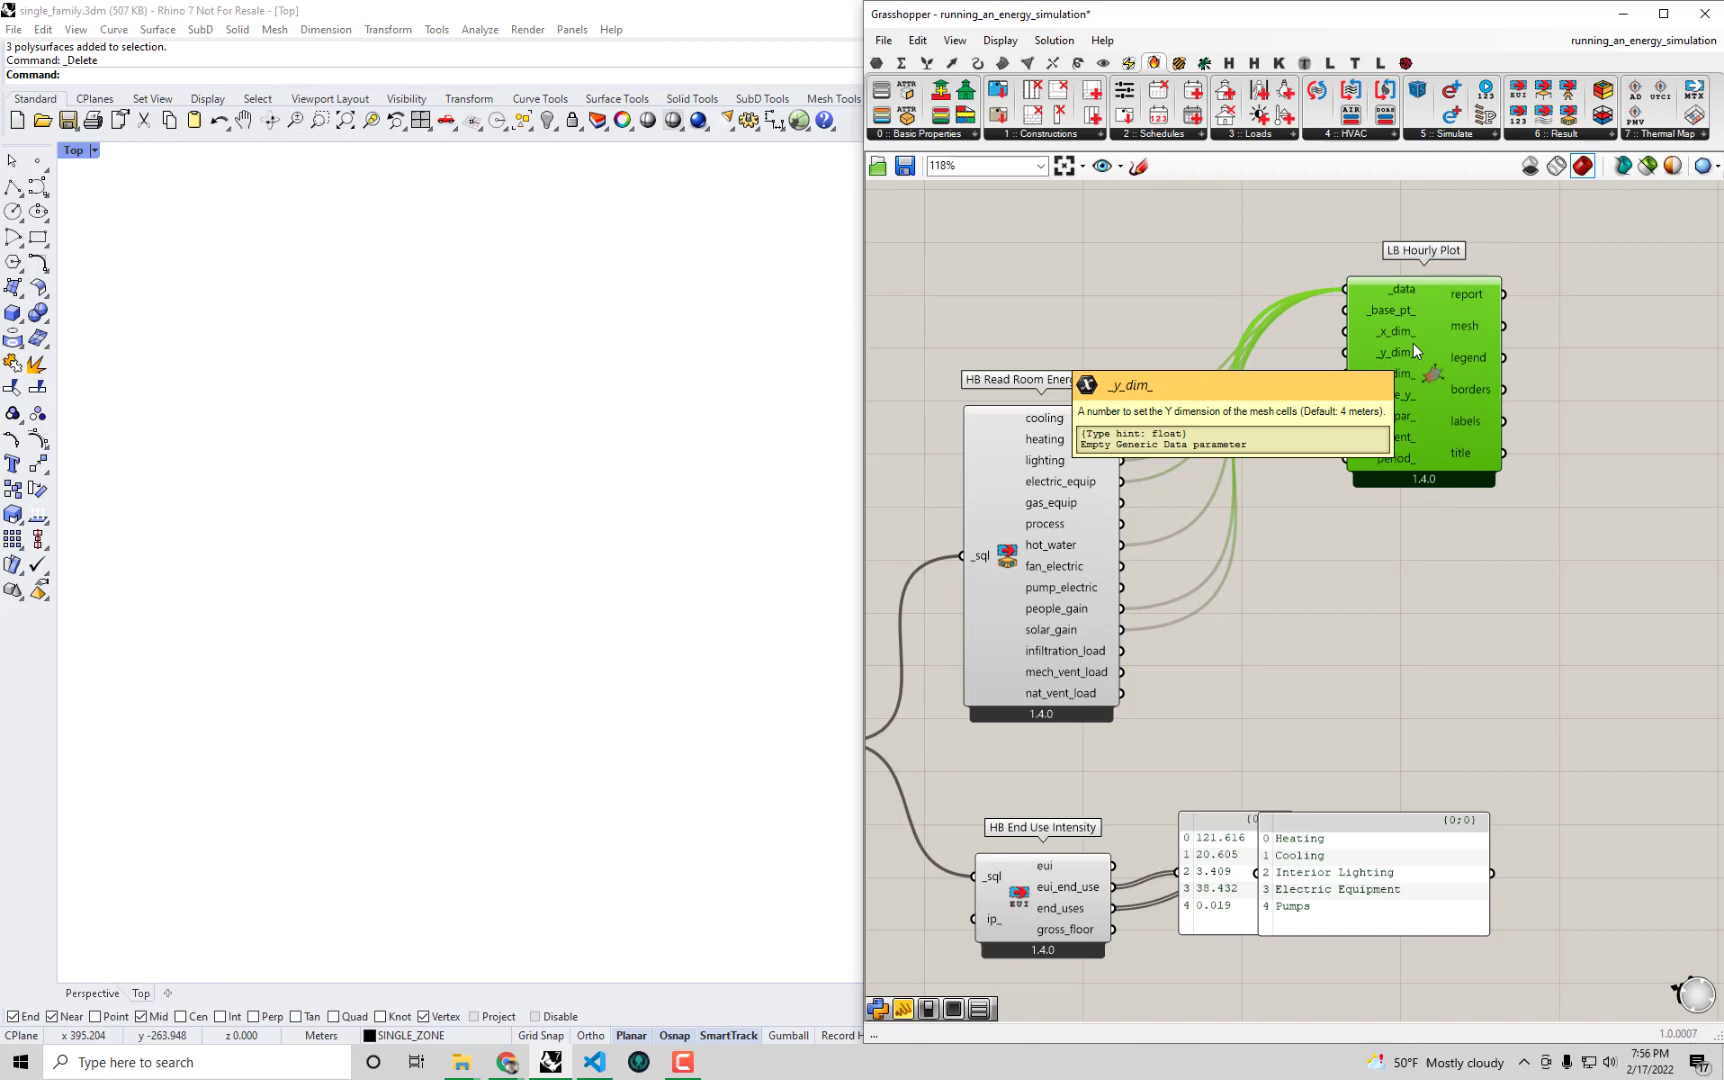 single_family.3dm (507 KB) - Rhino 7 Not For Resale - [Top]
File Edit View Curve Surface SubD Solid Mesh Dimension Transform Tools Analyze Render Panels Help
3 polysurfaces added to selection.
Command: _Delete
Command:
Standard CPlanes Set View Display Select Viewport Layout Visibility Transform Curve Tools Surface Tools Solid Tools SubD Tools Mesh Tools
Top
Perspective Top
End Near Point Mid Cen Int Perp Tan Quad Knot Vertex Project Disable
CPlane x 395.204 y -263.948 z 0.000 Meters SINGLE_ZONE Grid Snap Ortho Planar Osnap SmartTrack Gumball Record H
Grasshopper - running_an_energy_simulation*
File Edit View Display Solution Help
running_an_energy_simulation
0 :: Basic Properties 1 :: Constructions 2 :: Schedules 3 :: Loads 4 :: HVAC 5 :: Simulate 6 :: Result 7 :: Thermal Map
118%
LB Hourly Plot
_data
_base_pt_
_x_dim_
_y_dim_
dim_
e_y_
par_
ent_
period_
report
mesh
legend
borders
labels
title
1.4.0
_y_dim_
A number to set the Y dimension of the mesh cells (Default: 4 meters).
{Type hint: float}
Empty Generic Data parameter
HB Read Room Ener
_sql
cooling
heating
lighting
electric_equip
gas_equip
process
hot_water
fan_electric
pump_electric
people_gain
solar_gain
infiltration_load
mech_vent_load
nat_vent_load
1.4.0
HB End Use Intensity
_sql
ip_
eui
eui_end_use
end_uses
gross_floor
1.4.0
{0
0 121.616
1 20.605
2 3.409
3 38.432
4 0.019
{0;0}
0 Heating
1 Cooling
2 Interior Lighting
3 Electric Equipment
4 Pumps
...
1.0.0007
Type here to search
50°F Mostly cloudy
7:56 PM
2/17/2022
17